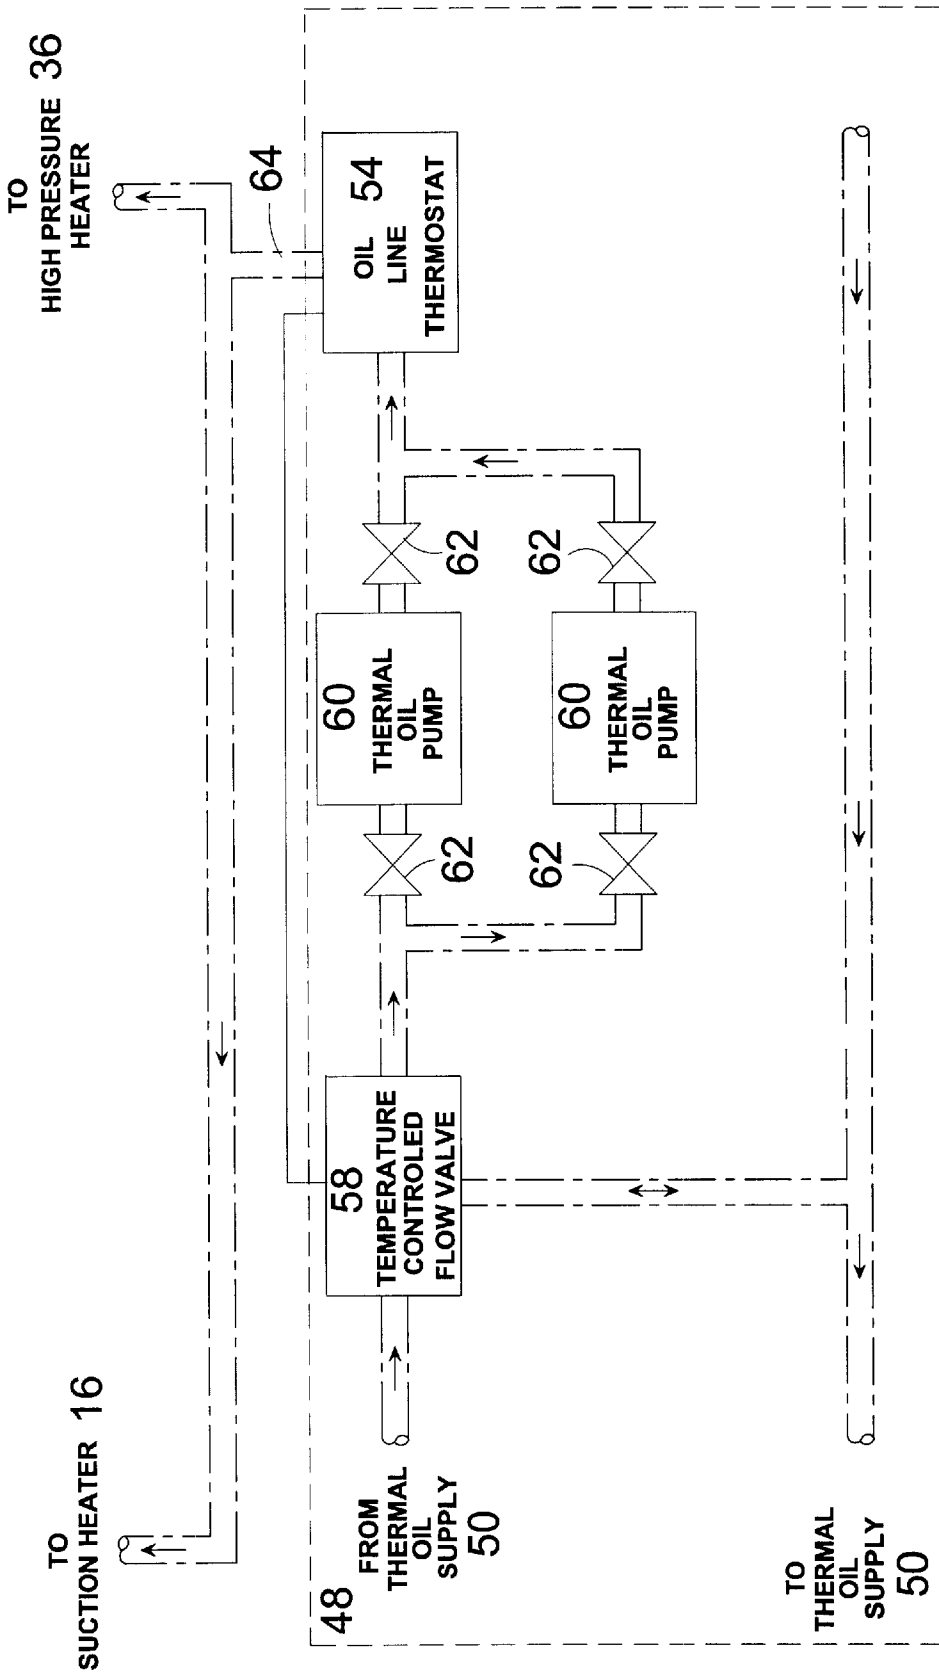 TO
HIGH PRESSURE 36
HEATER
TO
SUCTION HEATER 16
64
OIL 54
LINE
THERMOSTAT
62
62
60
THERMAL
OIL
PUMP
60
THERMAL
OIL
PUMP
62
62
58
TEMPERATURE
CONTROLED
FLOW VALVE
48
FROM
THERMAL
OIL
SUPPLY
50
TO
THERMAL
OIL
SUPPLY
50